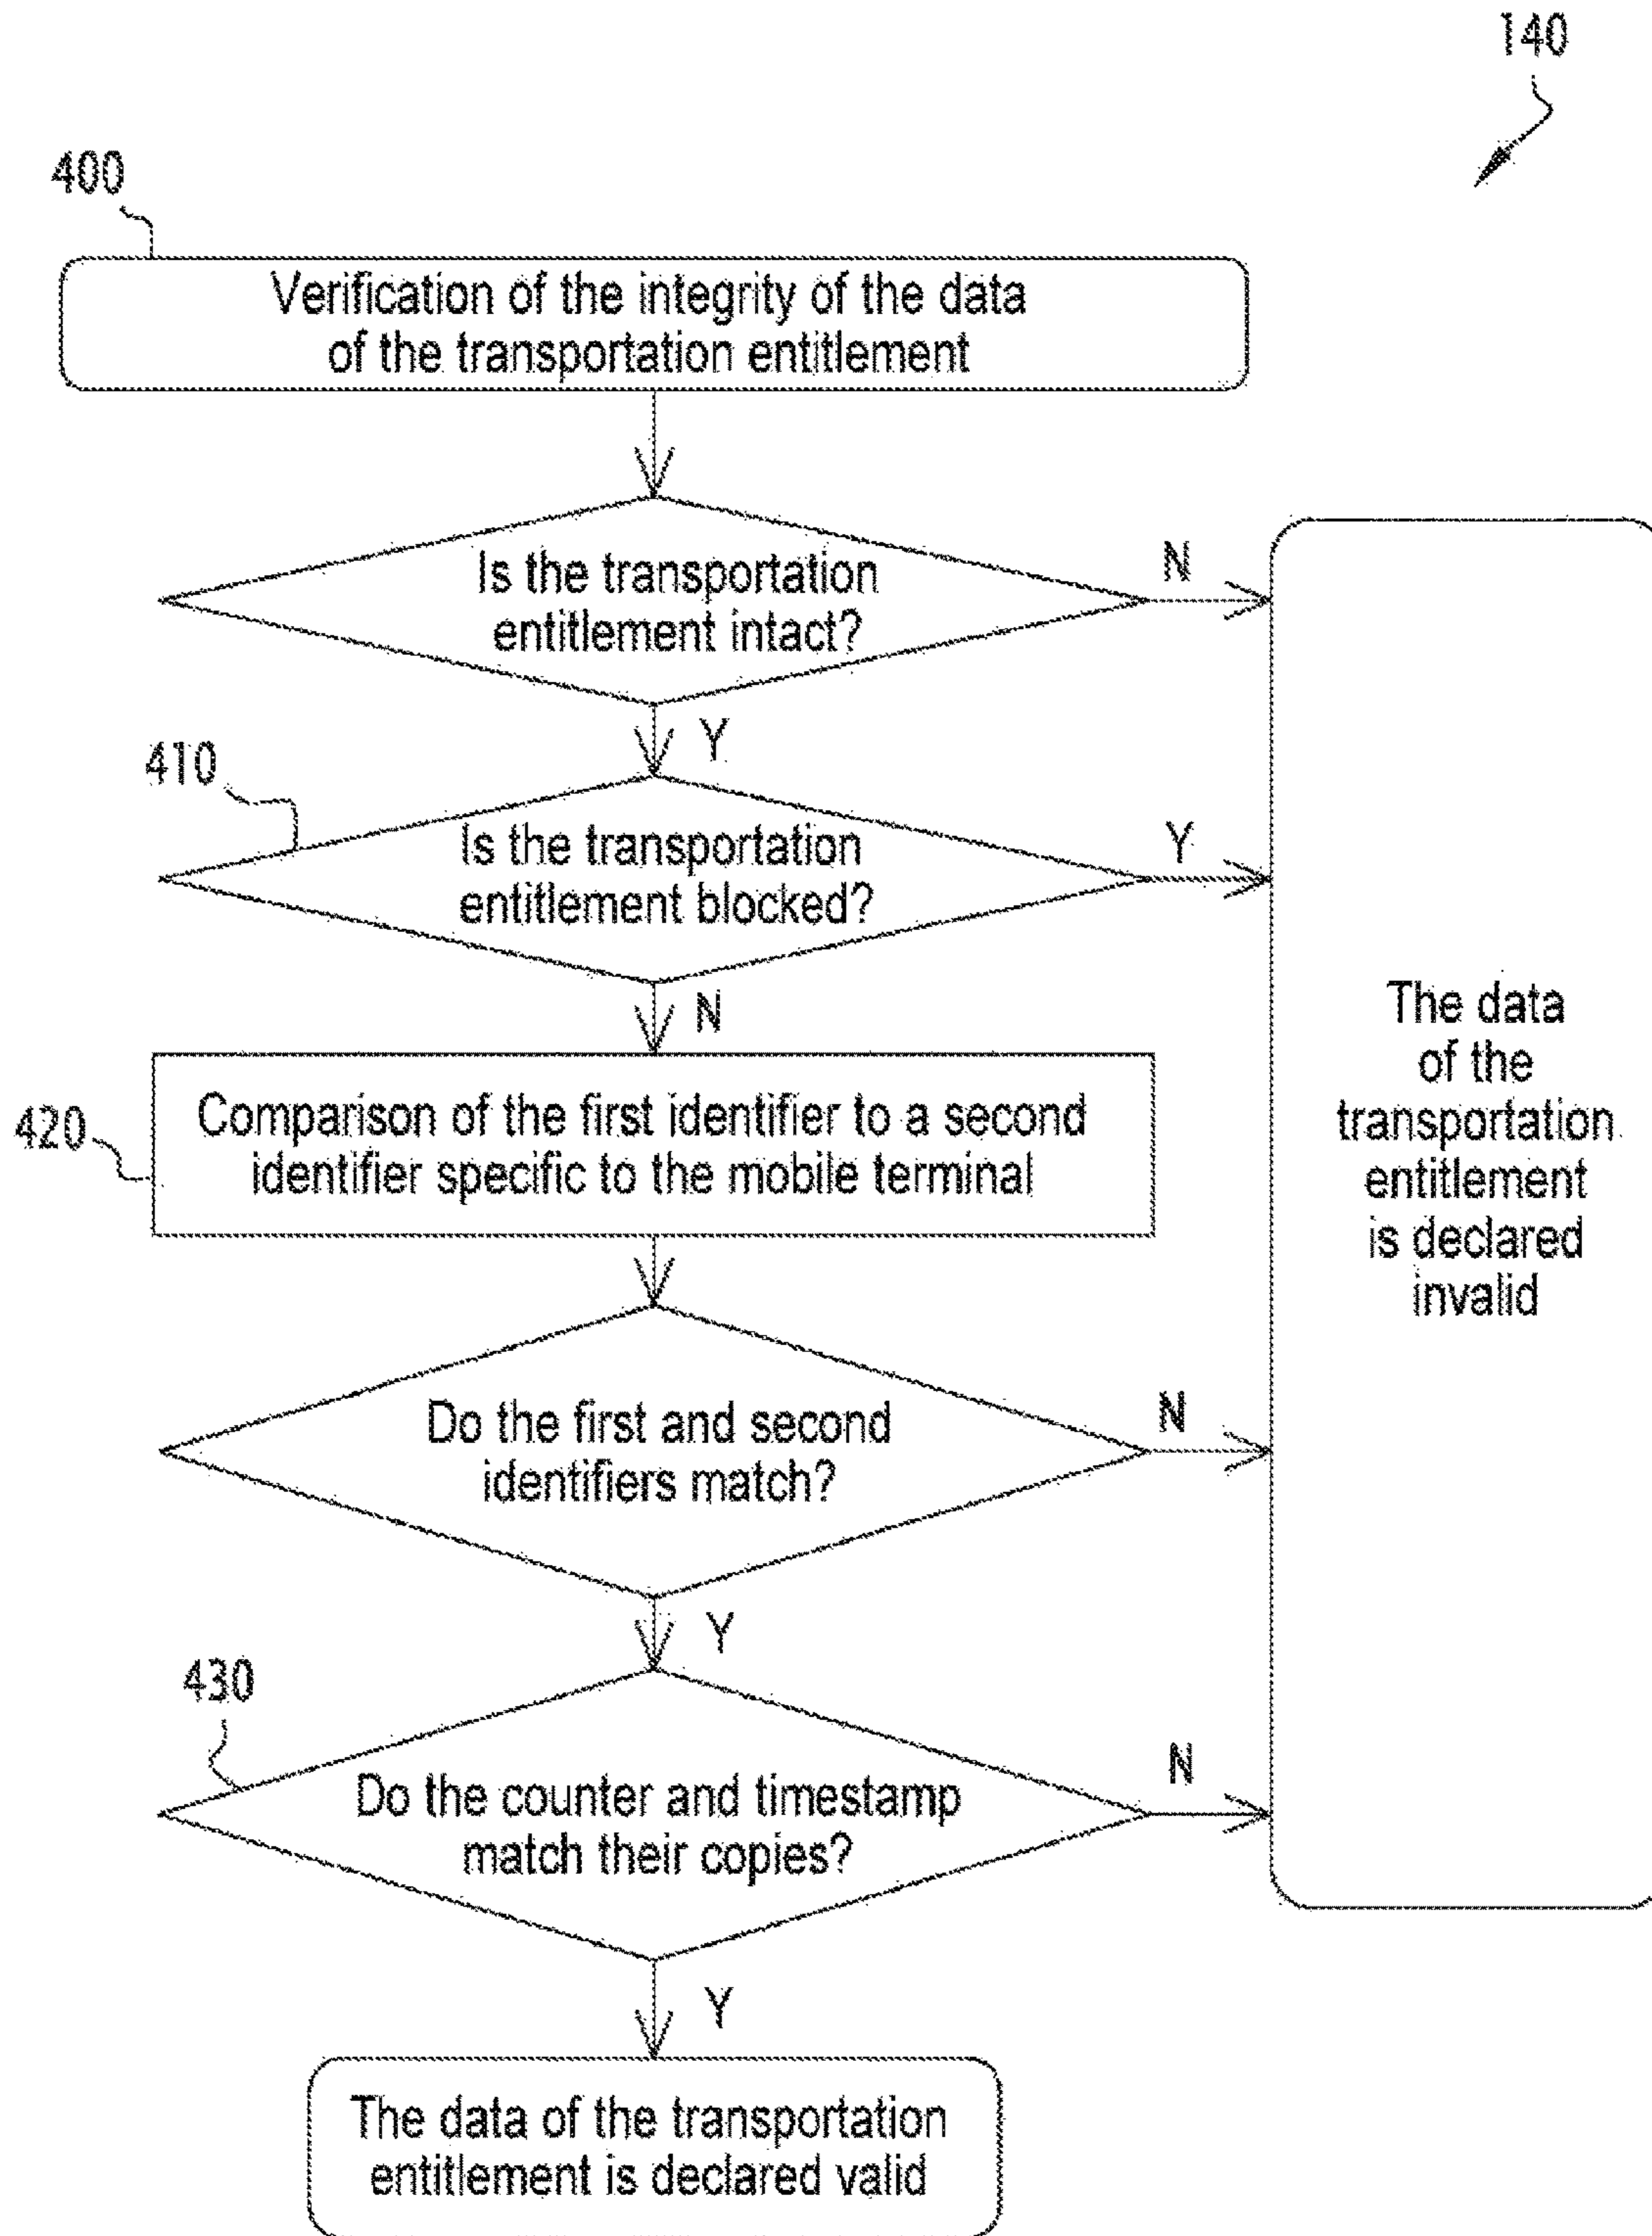 140
400
Verification of the integrity of the data
of the transportation entitlement
Is the transportation
entitlement intact?
N
Y
410
Is the transportation
entitlement blocked?
Y
N
420
Comparison of the first identifier to a second
identifier specific to the mobile terminal
Do the first and second
identifiers match?
N
Y
430
Do the counter and timestamp
match their copies?
N
Y
The data of the transportation
entitlement is declared valid
The data
of the
transportation
entitlement
is declared
invalid